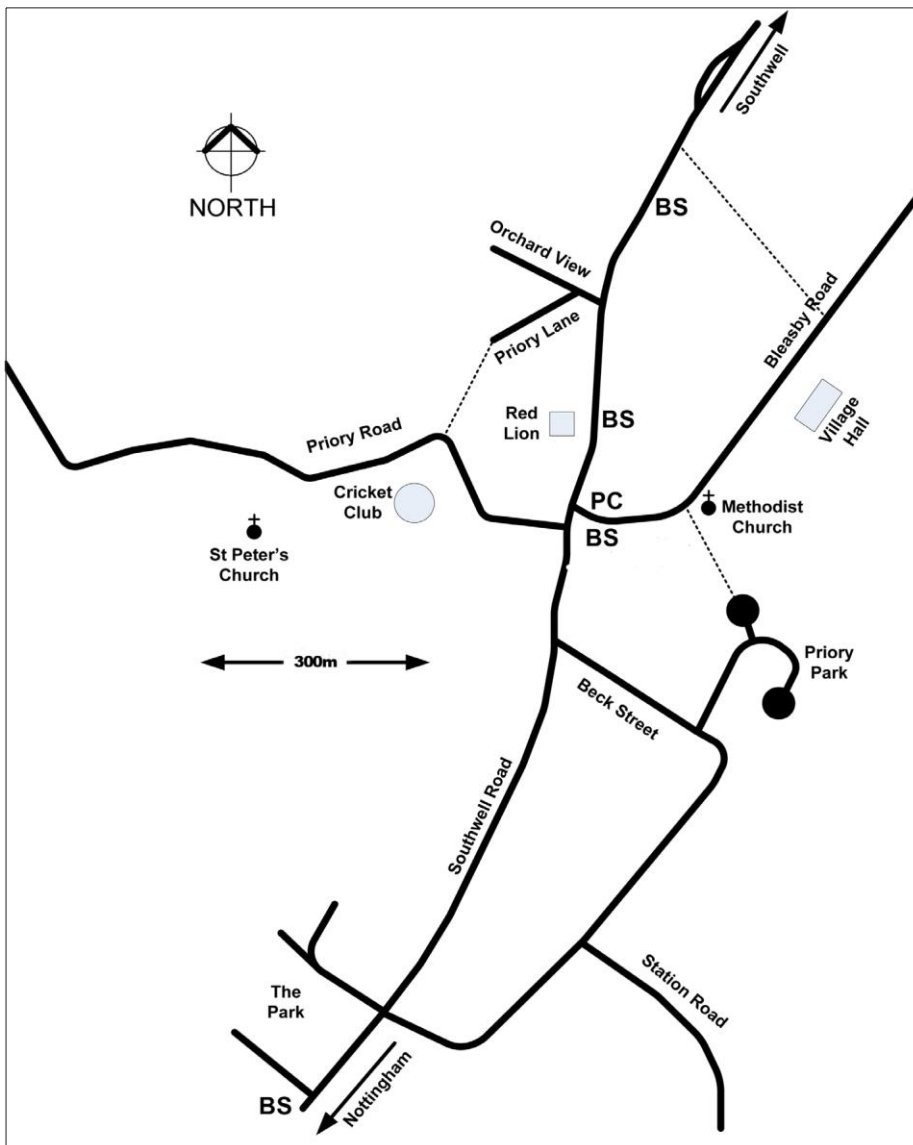 Southwell
NORTH
BS
Orchard View
Priory Lane
Bleasby Road
Red
Lion
BS
Village
Hall
Priory Road
Cricket
Club
PC
BS
Methodist
Church
St Peter's
Church
300m
Priory
Park
Beck Street
Southwell Road
The
Park
Station Road
Nottingham
BS